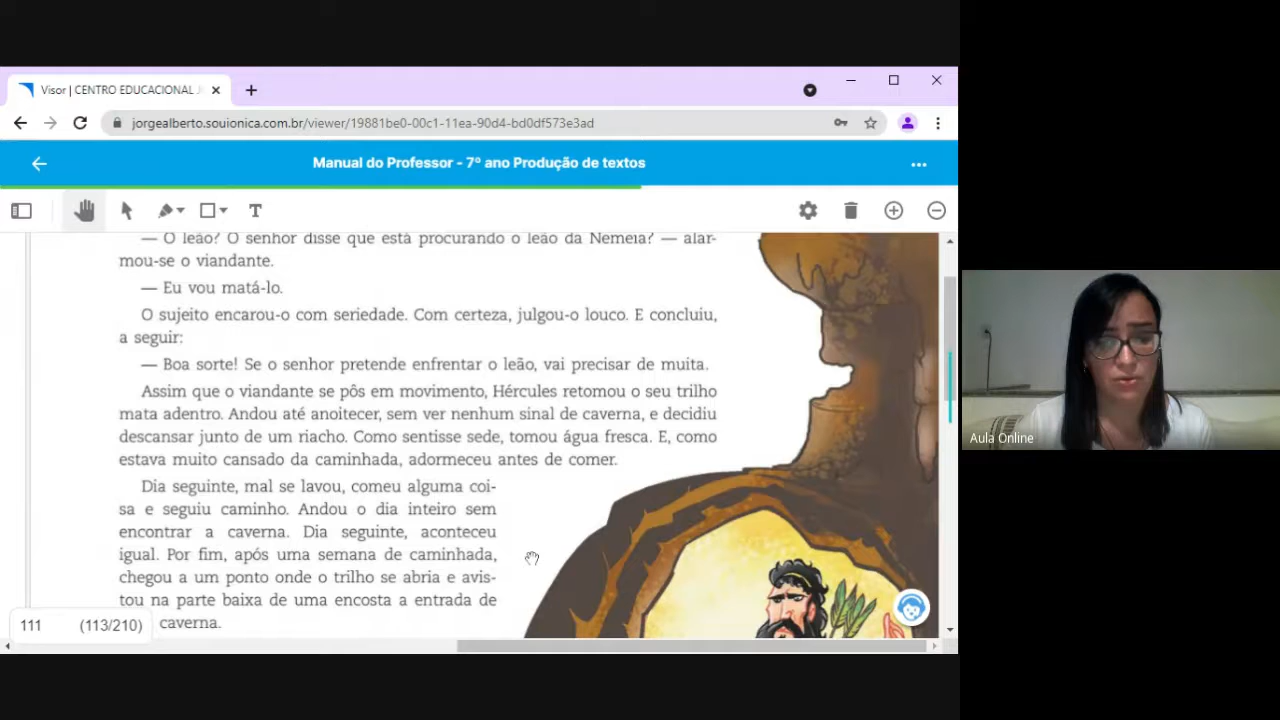 Visor | CENTRO EDUCACIONAL J
jorgealberto.souionica.com.br/viewer/19881be0-00c1-11ea-90d4-bd0df573e3ad
Manual do Professor - 7º ano Produção de textos
T
— O leão? O senhor disse que está procurando o leão da Nemeia? — alar-
mou-se o viandante.
— Eu vou matá-lo.
O sujeito encarou-o com seriedade. Com certeza, julgou-o louco. E concluiu,
a seguir:
— Boa sorte! Se o senhor pretende enfrentar o leão, vai precisar de muita.
Assim que o viandante se pôs em movimento, Hércules retomou o seu trilho
mata adentro. Andou até anoitecer, sem ver nenhum sinal de caverna, e decidiu
descansar junto de um riacho. Como sentisse sede, tomou água fresca. E, como
estava muito cansado da caminhada, adormeceu antes de comer.
Dia seguinte, mal se lavou, comeu alguma coi-
sa e seguiu caminho. Andou o dia inteiro sem
encontrar a caverna. Dia seguinte, aconteceu
igual. Por fim, após uma semana de caminhada,
chegou a um ponto onde o trilho se abria e avis-
tou na parte baixa de uma encosta a entrada de
caverna.
111 (113/210)
Aula Online